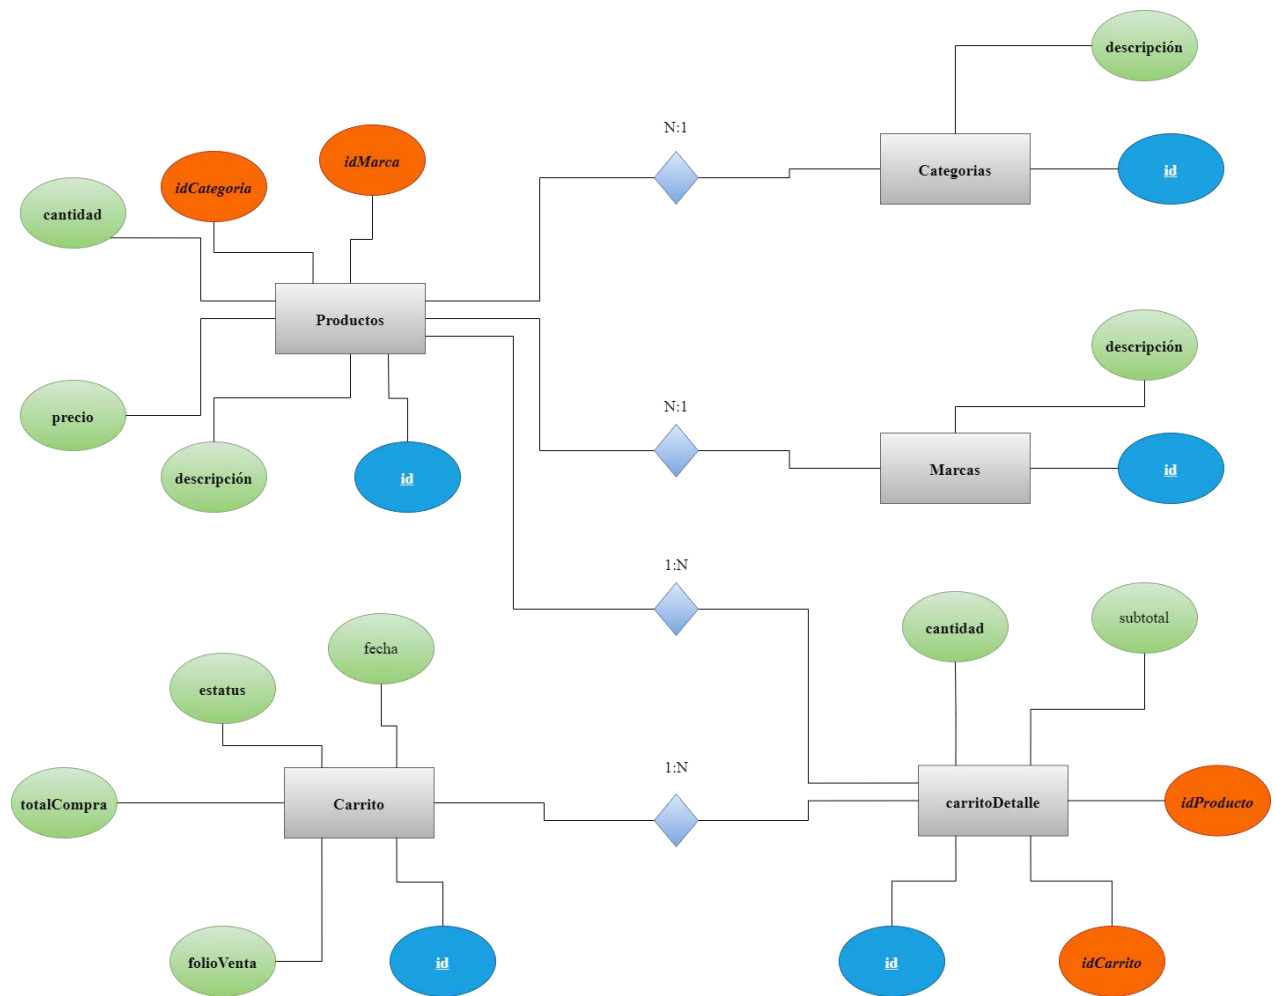 descripción
N:1
idMarca
Categorias
id
idCategoria
cantidad
Productos
descripción
precio
N:1
descripción
id
Marcas
id
1:N
cantidad
subtotal
fecha
estatus
1:N
totalCompra
Carrito
carritoDetalle
idProducto
folioVenta
id
id
idCarrito